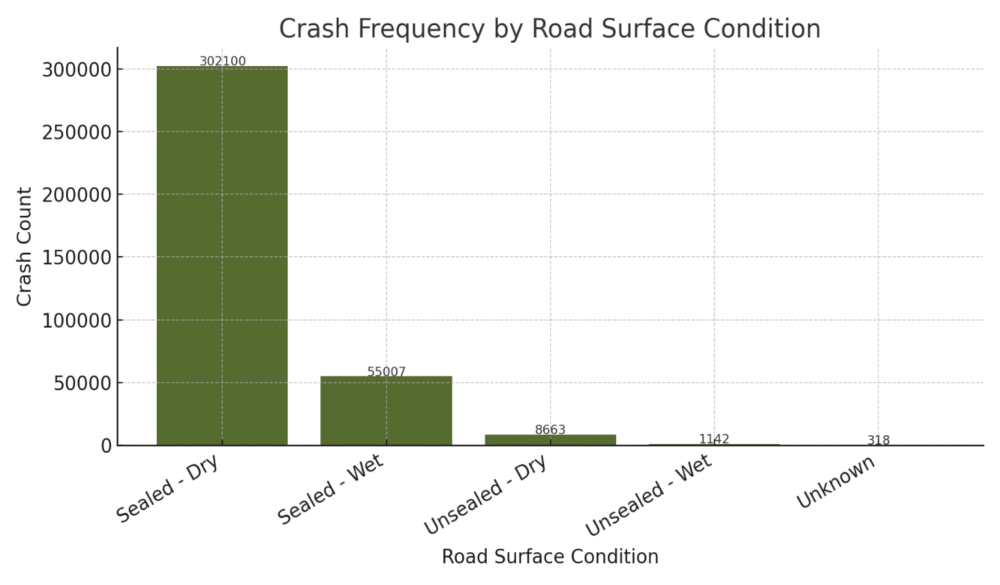 Crash Frequency by Road Surface Condition
Crash Count
300000
250000
200000
150000
100000
50000
0
302100
55007
8663
1142
318
Sealed - Dry
Sealed - Wet
Unsealed - Dry
Unsealed - Wet
Unknown
Road Surface Condition